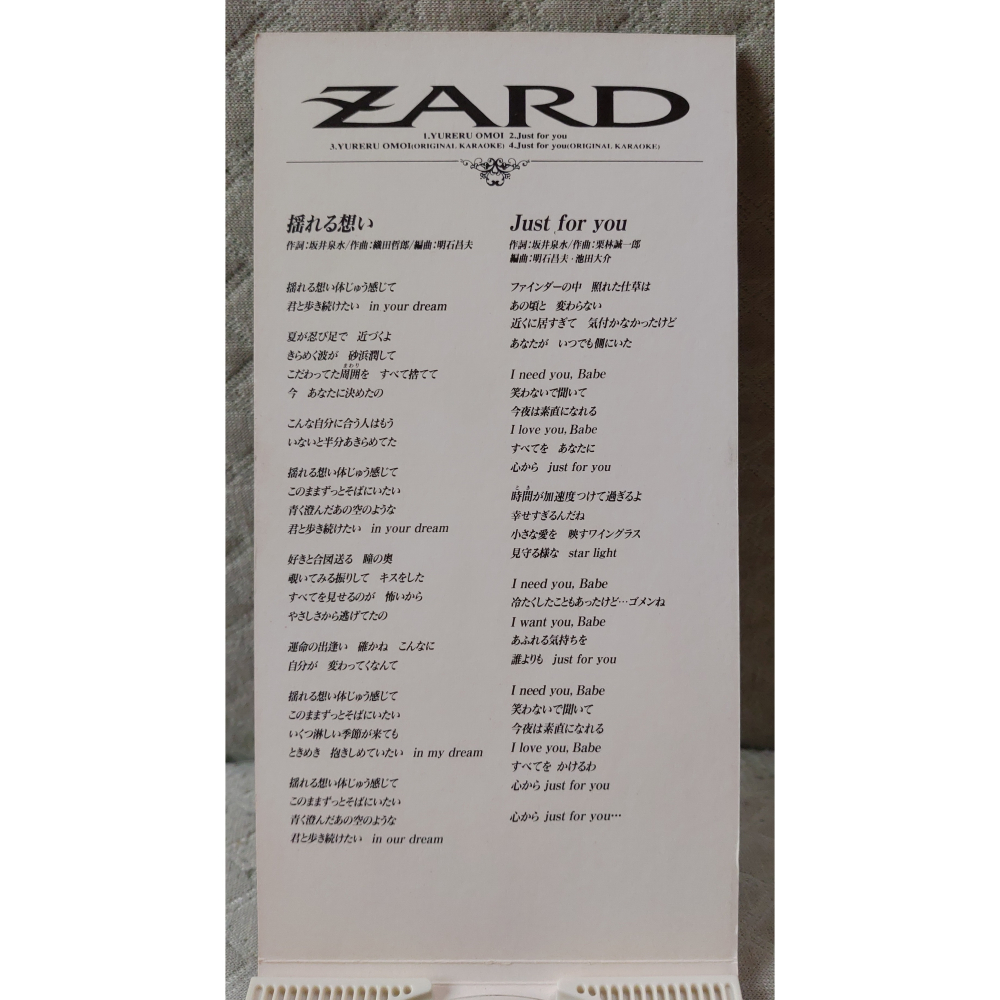 ZARD
1.YURERU OMOI 2.Just for you
3.YURERU OMOI(ORIGINAL KARAOKE) 4.Just for you(ORIGINAL KARAOKE)
揺れる想い
作詞:坂井泉水/作曲:織田哲郎/編曲:明石昌夫
揺れる想い体じゅう感じて
君と歩き続けたい in your dream
夏が忍び足で 近づくよ
きらめく波が 砂浜潤して
まわり
こだわってた周囲を すべて捨てて
今 あなたに決めたの
こんな自分に合う人はもう
いないと半分あきらめてた
揺れる想い体じゅう感じて
このままずっとそばにいたい
青く澄んだあの空のような
君と歩き続けたい in your dream
好きと合図送る 瞳の奥
覗いてみる振りして キスをした
すべてを見せるのが 怖いから
やさしさから逃げてたの
運命の出逢い 確かね こんなに
自分が 変わってくなんて
揺れる想い体じゅう感じて
このままずっとそばにいたい
いくつ淋しい季節が来ても
ときめき 抱きしめていたい in my dream
揺れる想い体じゅう感じて
このままずっとそばにいたい
青く澄んだあの空のような
君と歩き続けたい in our dream
Just for you
作詞:坂井泉水/作曲:栗林誠一郎
編曲:明石昌夫・池田大介
ファインダーの中 照れた仕草は
あの頃と 変わらない
近くに居すぎて 気付かなかったけど
あなたが いつでも側にいた
I need you, Babe
笑わないで聞いて
今夜は素直になれる
I love you, Babe
すべてを あなたに
心から just for you
とき
時間が加速度つけて過ぎるよ
幸せすぎるんだね
小さな愛を 映すワイングラス
見守る様な star light
I need you, Babe
冷たくしたこともあったけど…ゴメンね
I want you, Babe
あふれる気持ちを
誰よりも just for you
I need you, Babe
笑わないで聞いて
今夜は素直になれる
I love you, Babe
すべてを かけるわ
心から just for you
心から just for you…